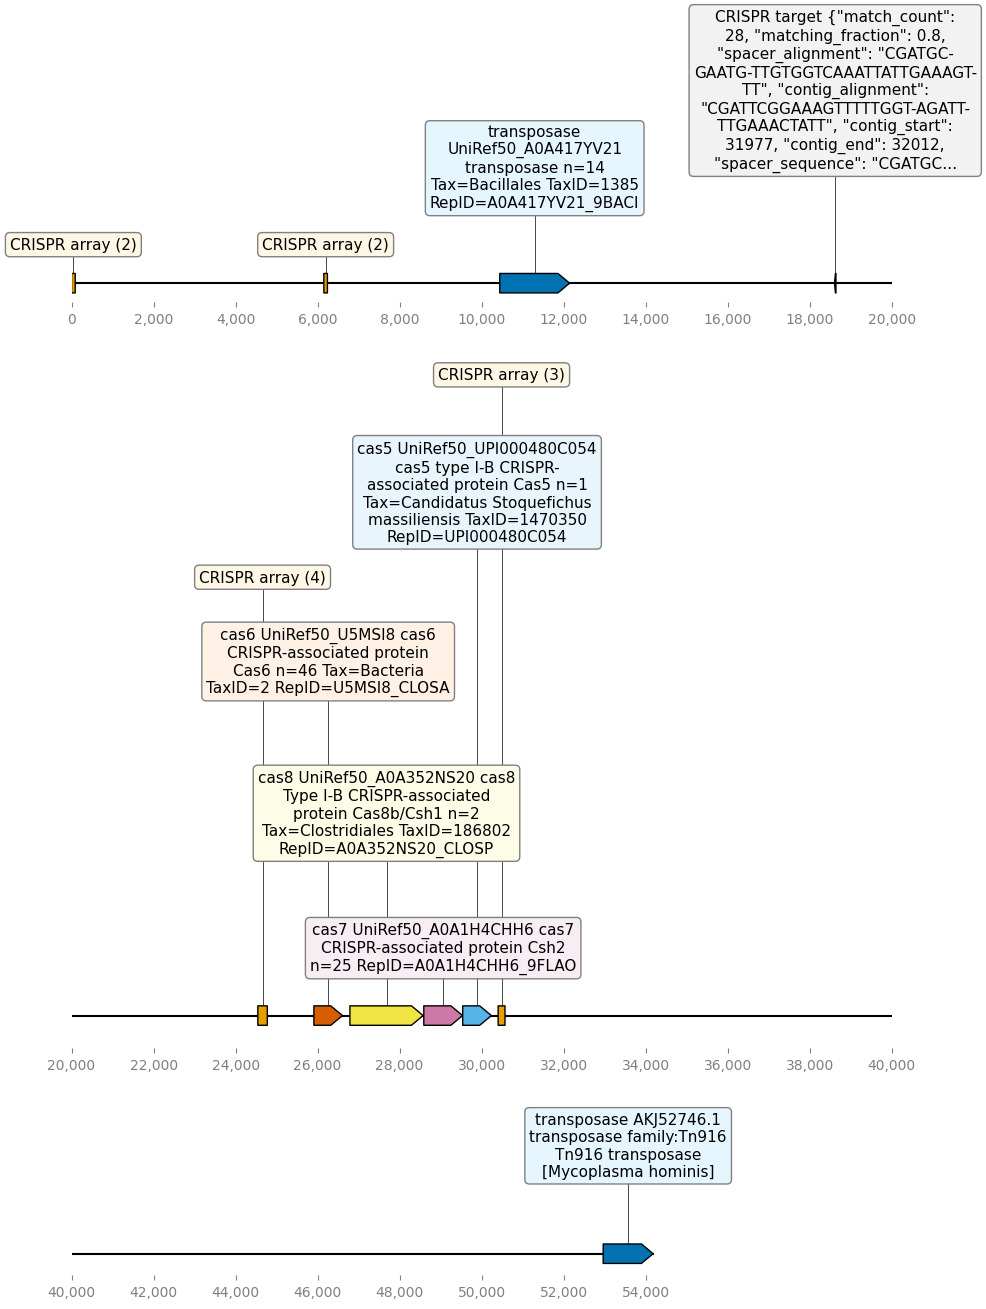 CRISPR target {"match_count":
28, "matching_fraction": 0.8,
"spacer_alignment": "CGATGC-
GAATG-TTGTGGTCAAATTATTGAAAGT-
TT", "contig_alignment":
"CGATTCGGAAAGTTTTTGGT-AGATT-
TTGAAACTATT", "contig_start":
31977, "contig_end": 32012,
"spacer_sequence": "CGATGC...
transposase
UniRef50_A0A417YV21
transposase n=14
Tax=Bacillales TaxID=1385
RepID=A0A417YV21_9BACI
CRISPR array (2)
CRISPR array (2)
0
2,000
4,000
6,000
8,000
10,000
12,000
14,000
16,000
18,000
20,000
CRISPR array (3)
cas5 UniRef50_UPI000480C054
cas5 type I-B CRISPR-
associated protein Cas5 n=1
Tax=Candidatus Stoquefichus
massiliensis TaxID=1470350
RepID=UPI000480C054
CRISPR array (4)
cas6 UniRef50_U5MSI8 cas6
CRISPR-associated protein
Cas6 n=46 Tax=Bacteria
TaxID=2 RepID=U5MSI8_CLOSA
cas8 UniRef50_A0A352NS20 cas8
Type I-B CRISPR-associated
protein Cas8b/Csh1 n=2
Tax=Clostridiales TaxID=186802
RepID=A0A352NS20_CLOSP
cas7 UniRef50_A0A1H4CHH6 cas7
CRISPR-associated protein Csh2
n=25 RepID=A0A1H4CHH6_9FLAO
20,000
22,000
24,000
26,000
28,000
30,000
32,000
34,000
36,000
38,000
40,000
transposase AKJ52746.1
transposase family:Tn916
Tn916 transposase
[Mycoplasma hominis]
40,000
42,000
44,000
46,000
48,000
50,000
52,000
54,000